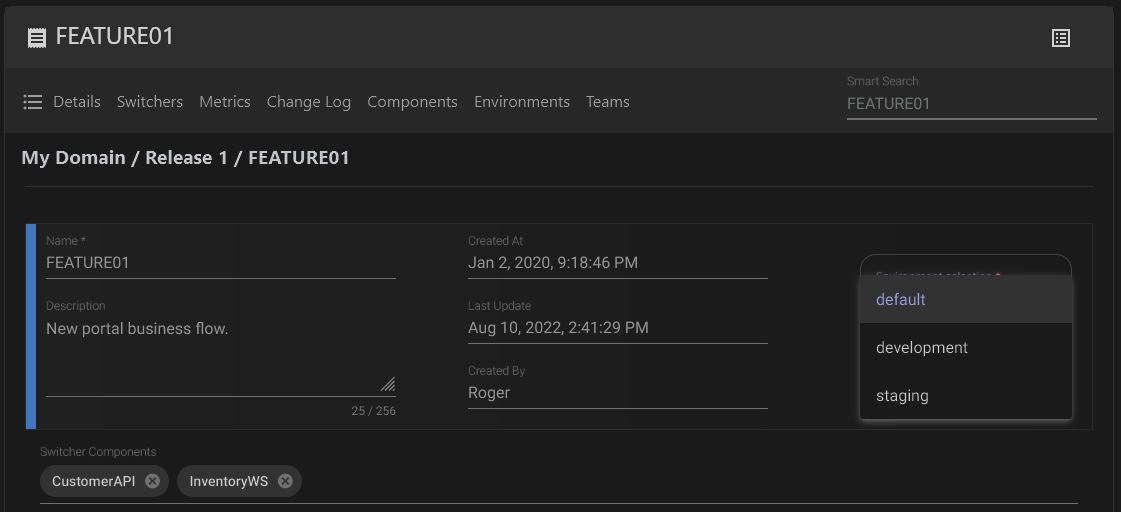 FEATURE01
Details Switchers Metrics Change Log Components Environments Teams
Smart Search
FEATURE01
My Domain / Release 1 / FEATURE01
Name *
FEATURE01
Description
New portal business flow.
25 / 256
Created At
Jan 2, 2020, 9:18:46 PM
Last Update
Aug 10, 2022, 2:41:29 PM
Created By
Roger
Environment selection *
default
development
staging
Switcher Components
CustomerAPI InventoryWS